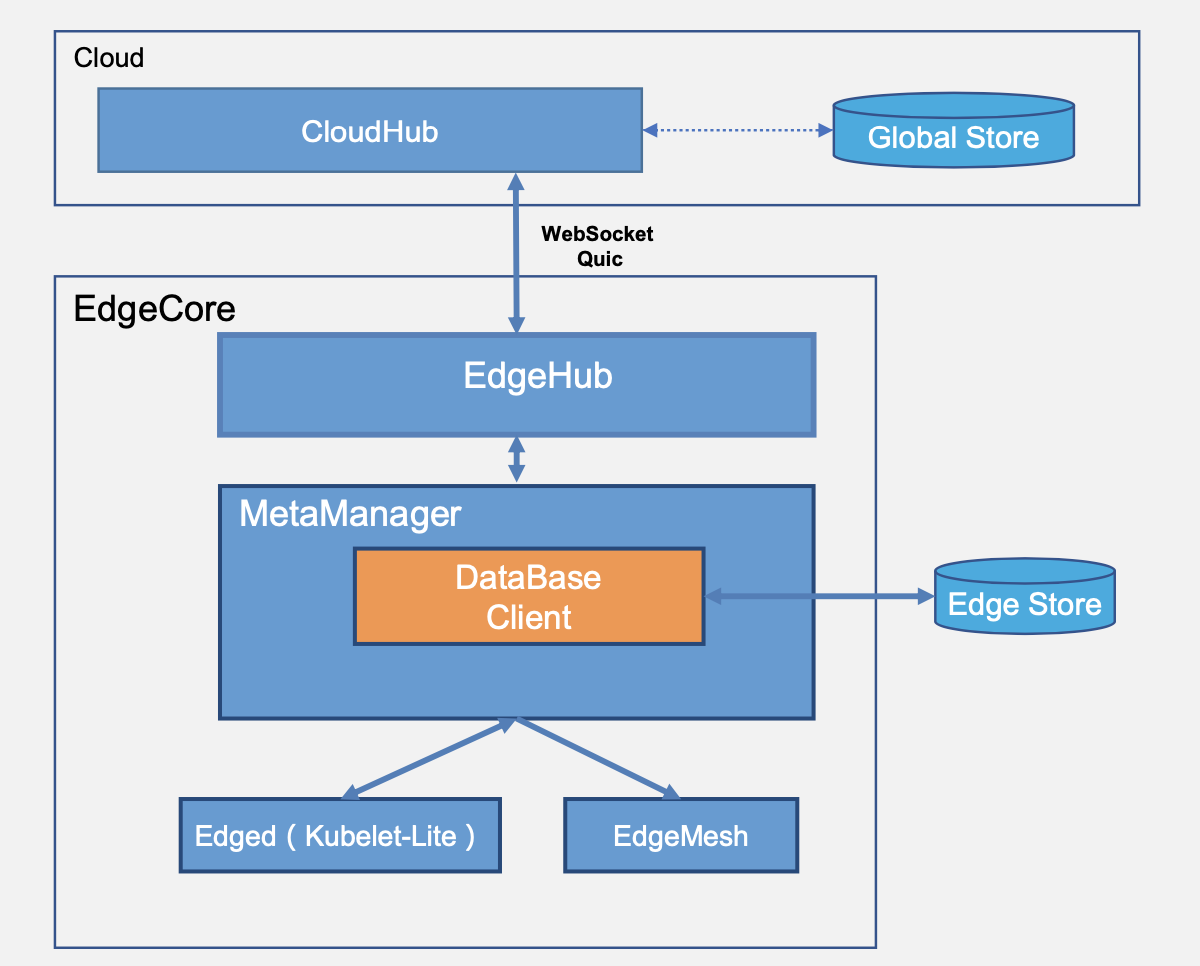 Cloud
CloudHub
Global Store
WebSocket
Quic
EdgeCore
EdgeHub
MetaManager
DataBase
Client
Edge Store
Edged ( Kubelet-Lite )
EdgeMesh